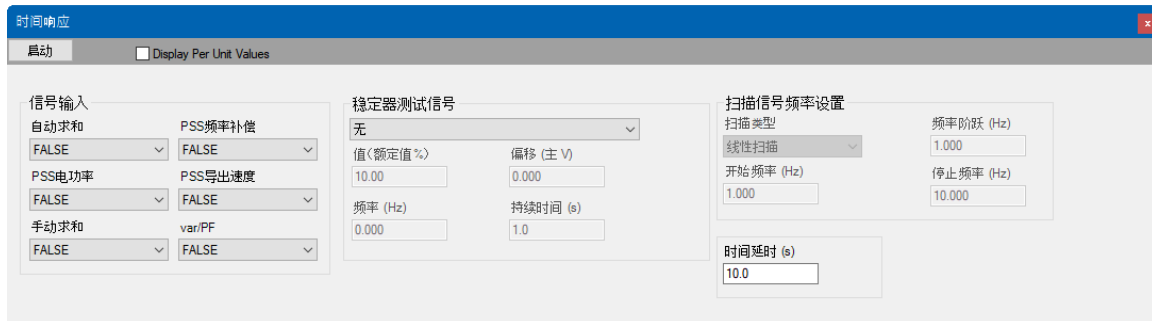 时间响应
x
启动
Display Per Unit Values
信号输入
自动求和
PSS频率补偿
FALSE
FALSE
PSS电功率
PSS导出速度
FALSE
FALSE
手动求和
var/PF
FALSE
FALSE
稳定器测试信号
无
值(额定值%)
偏移 (主 V)
10.00
0.000
频率 (Hz)
持续时间 (s)
0.000
1.0
扫描信号频率设置
扫描类型
频率阶跃 (Hz)
线性扫描
1.000
开始频率 (Hz)
停止频率 (Hz)
1.000
10.000
时间延时 (s)
10.0